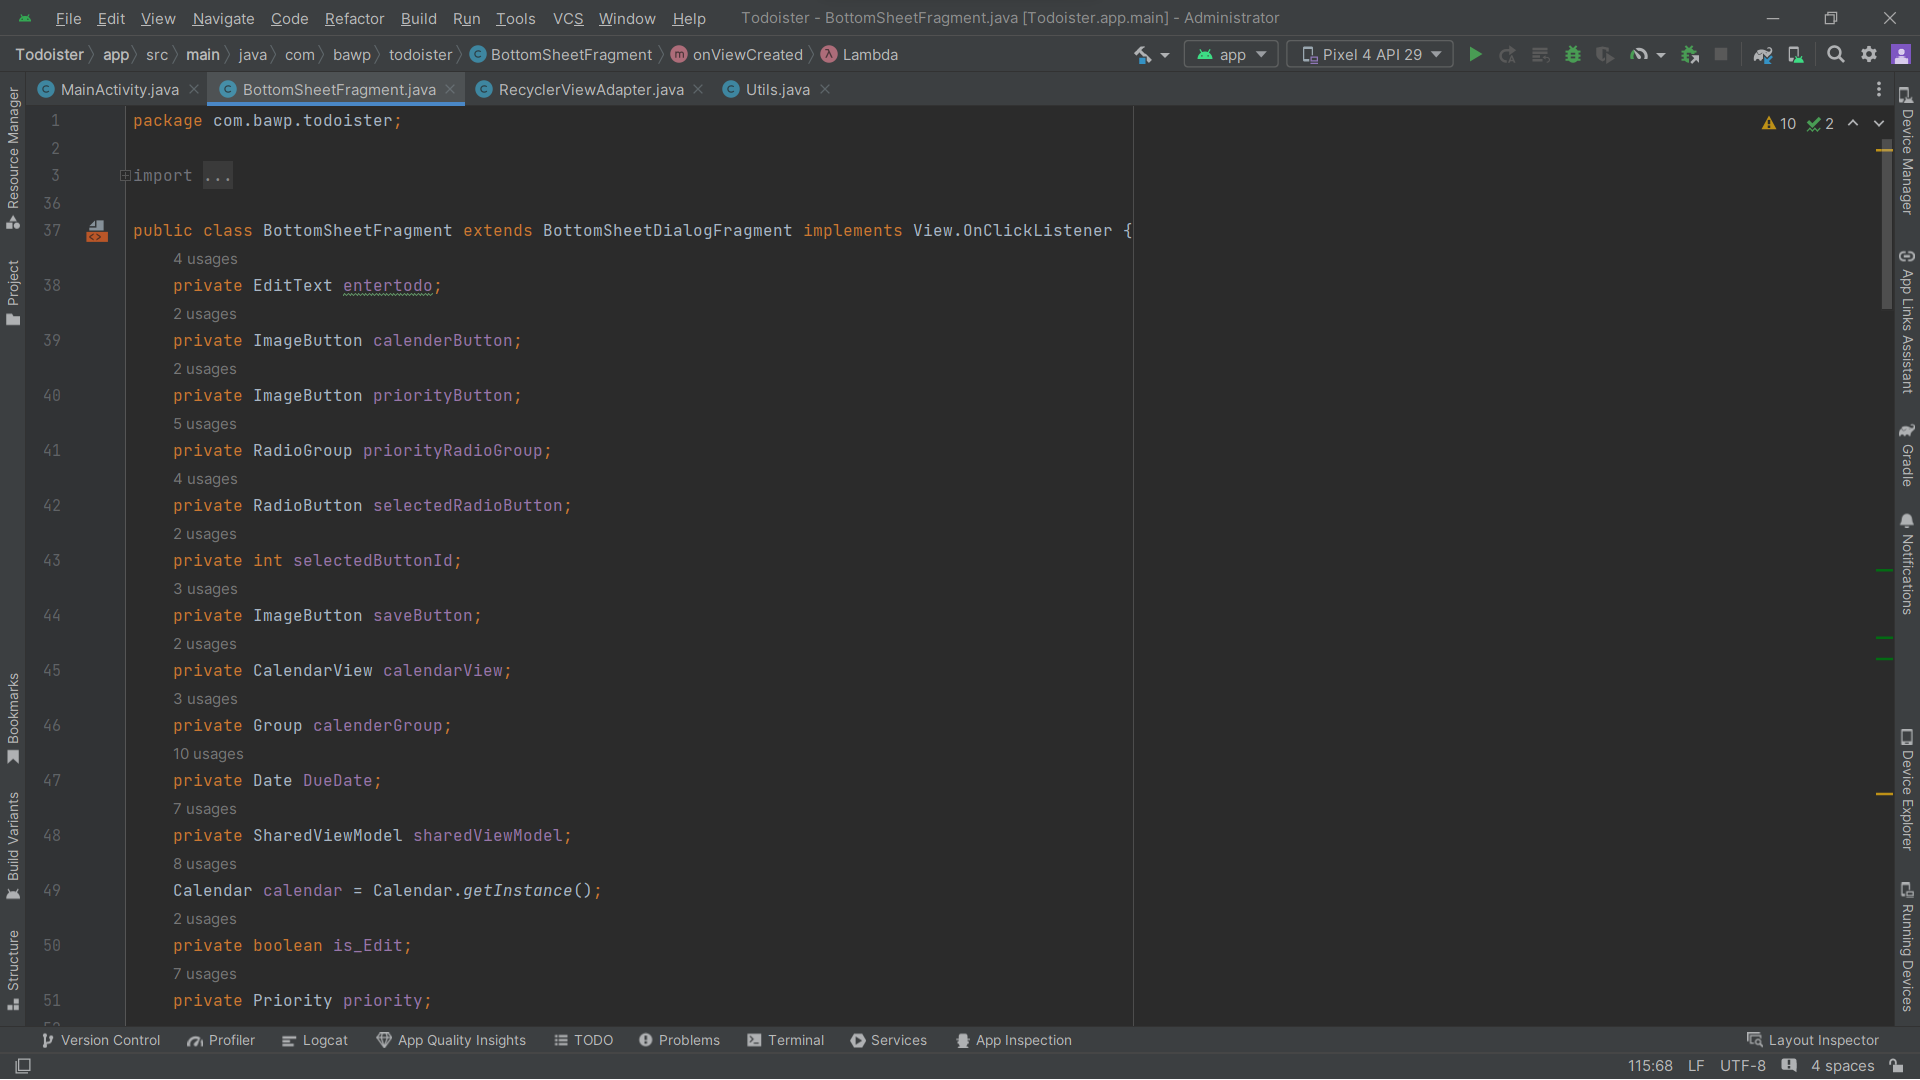 File Edit View Navigate Code Refactor Build Run Tools VCS Window Help Todoister - BottomSheetFragment.java [Todoister.app.main] - Administrator
Todoister app src main java com bawp todoister BottomSheetFragment onViewCreated Lambda app Pixel 4 API 29
MainActivity.java BottomSheetFragment.java RecyclerViewAdapter.java Utils.java
1 package com.bawp.todoister;
10 2
2
3 import ...
36
37 public class BottomSheetFragment extends BottomSheetDialogFragment implements View.OnClickListener {
4 usages
38 private EditText entertodo;
2 usages
39 private ImageButton calenderButton;
2 usages
40 private ImageButton priorityButton;
5 usages
41 private RadioGroup priorityRadioGroup;
4 usages
42 private RadioButton selectedRadioButton;
2 usages
43 private int selectedButtonId;
3 usages
44 private ImageButton saveButton;
2 usages
45 private CalendarView calendarView;
3 usages
46 private Group calenderGroup;
10 usages
47 private Date DueDate;
7 usages
48 private SharedViewModel sharedViewModel;
8 usages
49 Calendar calendar = Calendar.getInstance();
2 usages
50 private boolean is_Edit;
7 usages
51 private Priority priority;
Resource Manager
Project
Bookmarks
Build Variants
Structure
Device Manager
App Links Assistant
Gradle
Notifications
Device Explorer
Running Devices
Version Control Profiler Logcat App Quality Insights TODO Problems Terminal Services App Inspection Layout Inspector
115:68 LF UTF-8 4 spaces